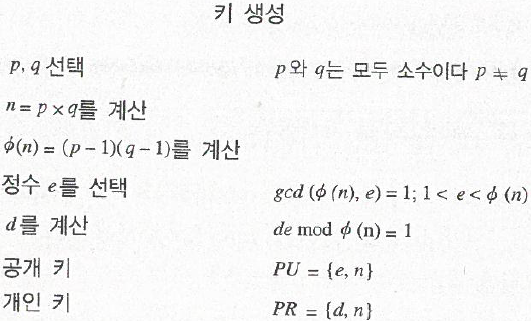 키 생성
p, q 선택 p와 q는 모두 소수이다 p ≠ q
n = p × q를 계산
ϕ(n) = (p − 1)(q − 1)를 계산
정수 e를 선택 gcd (ϕ (n), e) = 1; 1 < e < ϕ (n)
d를 계산 de mod ϕ (n) = 1
공개 키 PU = {e, n}
개인 키 PR = {d, n}